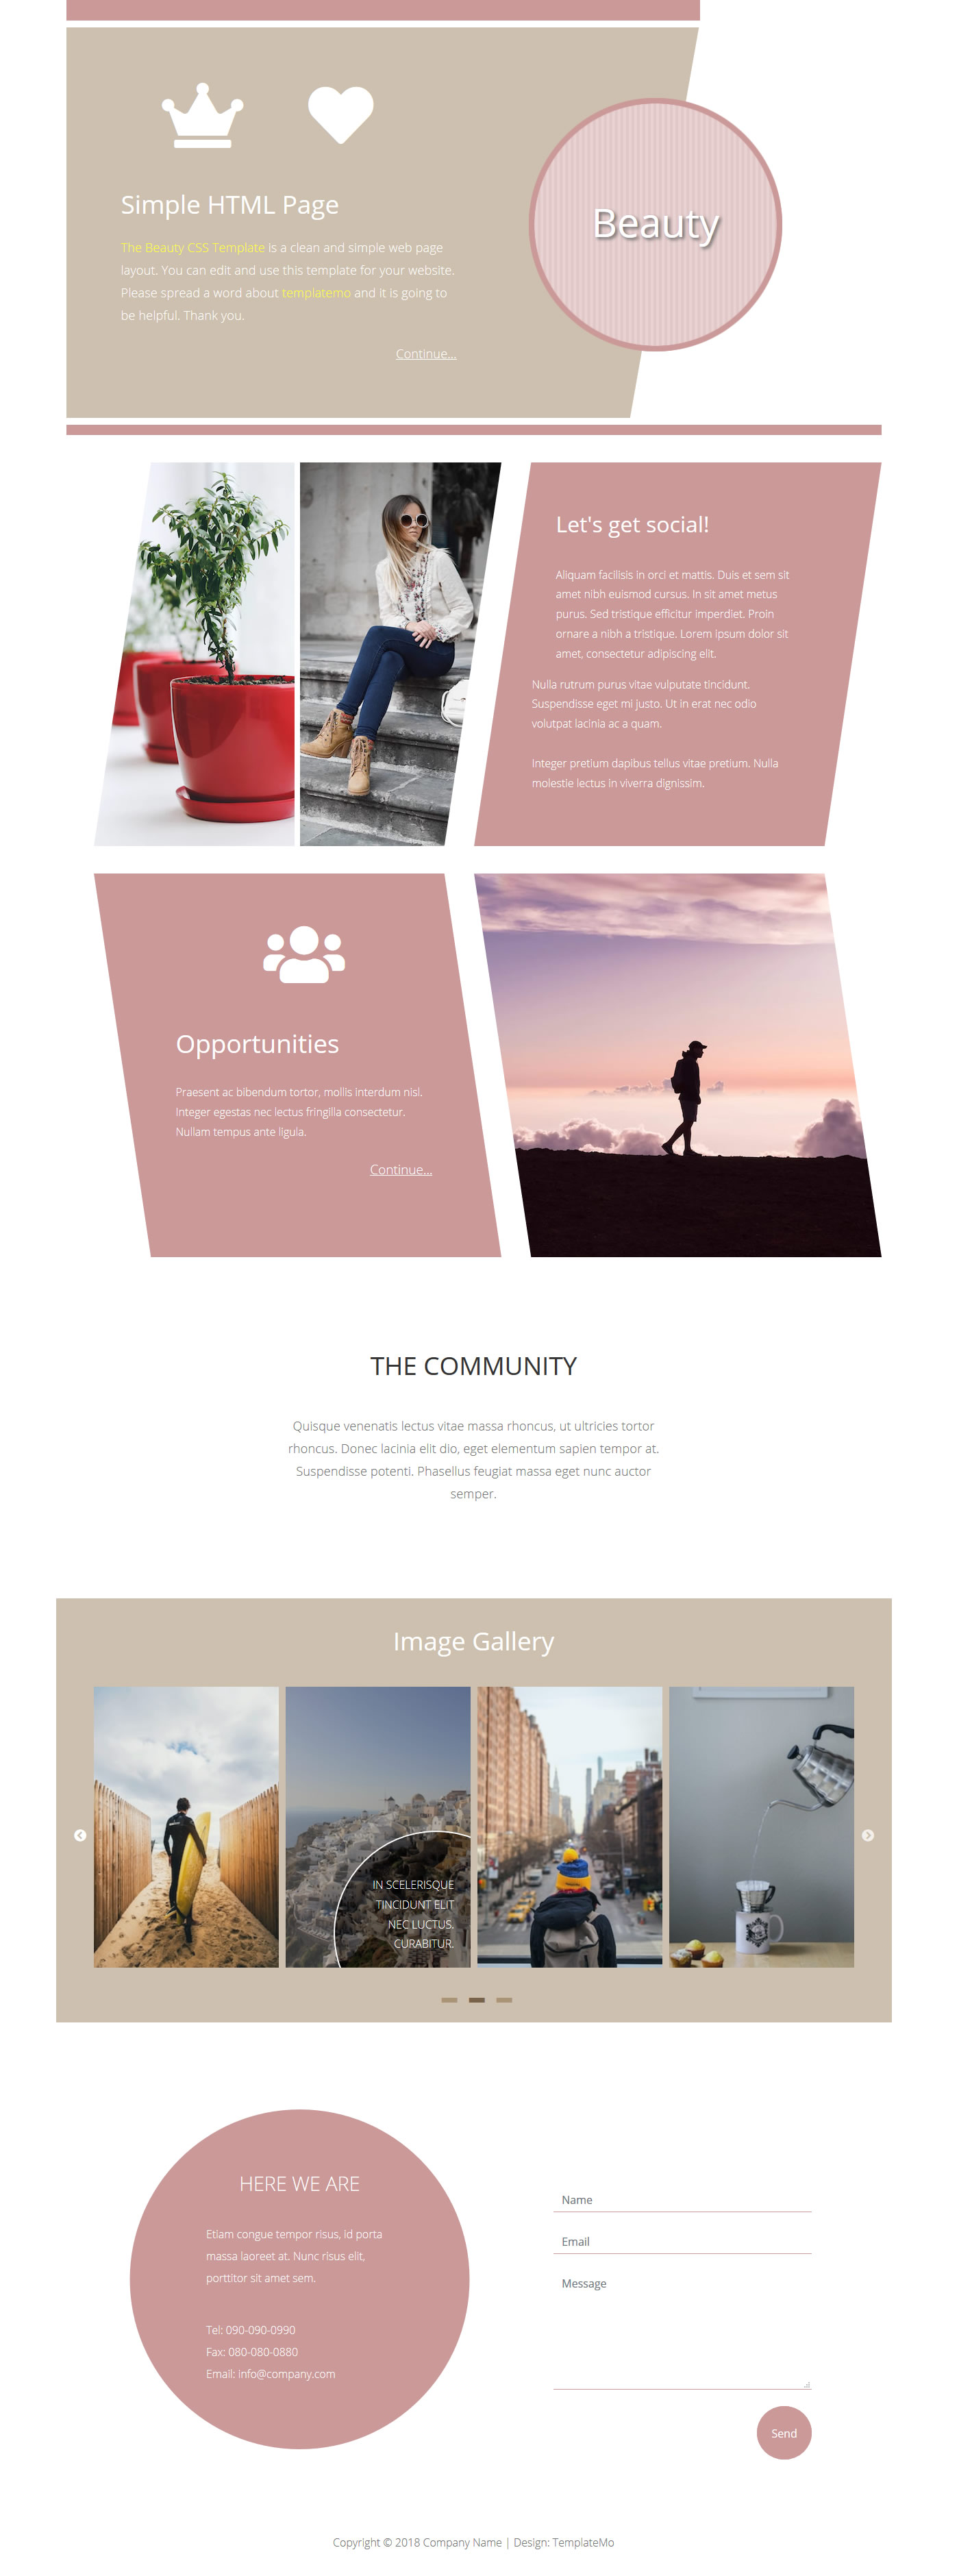 Simple HTML Page
The Beauty CSS Template is a clean and simple web page
layout. You can edit and use this template for your website.
Please spread a word about templatemo and it is going to
be helpful. Thank you.
Continue...
Beauty
Let's get social!
Aliquam facilisis in orci et mattis. Duis et sem sit
amet nibh euismod cursus. In sit amet metus
purus. Sed tristique efficitur imperdiet. Proin
ornare a nibh a tristique. Lorem ipsum dolor sit
amet, consectetur adipiscing elit.
Nulla rutrum purus vitae vulputate tincidunt.
Suspendisse eget mi justo. Ut in erat nec odio
volutpat lacinia ac a quam.
Integer pretium dapibus tellus vitae pretium. Nulla
molestie lectus in viverra dignissim.
Opportunities
Praesent ac bibendum tortor, mollis interdum nisl.
Integer egestas nec lectus fringilla consectetur.
Nullam tempus ante ligula.
Continue...
THE COMMUNITY
Quisque venenatis lectus vitae massa rhoncus, ut ultricies tortor
rhoncus. Donec lacinia elit dio, eget elementum sapien tempor at.
Suspendisse potenti. Phasellus feugiat massa eget nunc auctor
semper.
Image Gallery
IN SCELERISQUE
TINCIDUNT ELIT
NEC LUCTUS.
CURABITUR.
HERE WE ARE
Etiam congue tempor risus, id porta
massa laoreet at. Nunc risus elit,
porttitor sit amet sem.
Tel: 090-090-0990
Fax: 080-080-0880
Email: info@company.com
Name
Email
Message
Send
Copyright © 2018 Company Name | Design: TemplateMo